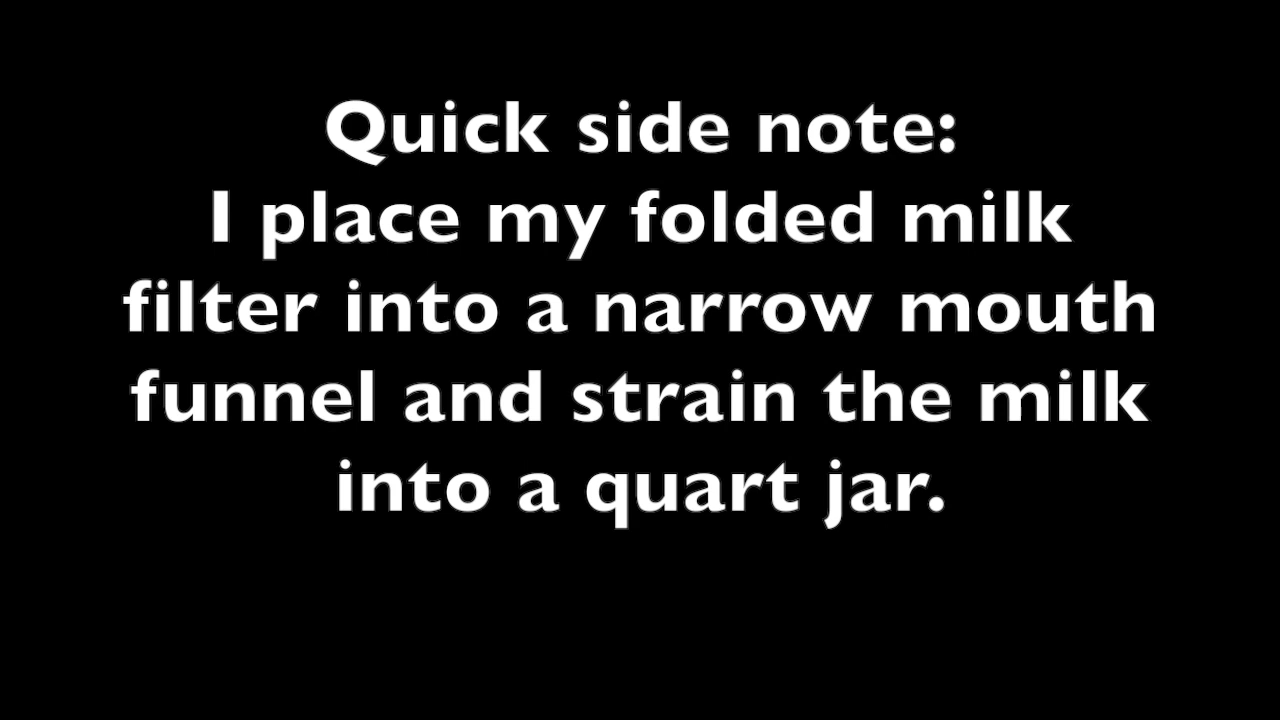 Quick side note:
I place my folded milk
filter into a narrow mouth
funnel and strain the milk
into a quart jar.